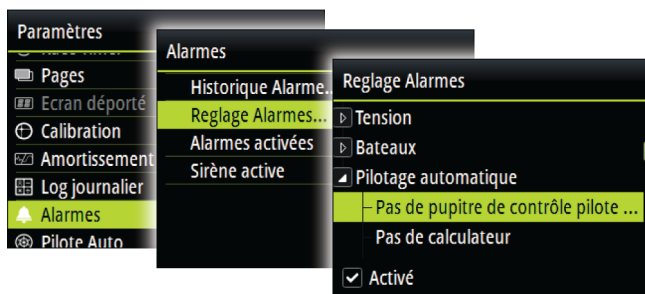 Paramètres
Pages
Ecran déporté
Calibration
Amortissement
Log journalier
Alarmes
Pilote Auto
Alarmes
Historique Alarme...
Reglage Alarmes...
Alarmes activées
Sirène active
Reglage Alarmes
Tension
Bateaux
Pilotage automatique
Pas de pupitre de contrôle pilote ...
Pas de calculateur
Activé